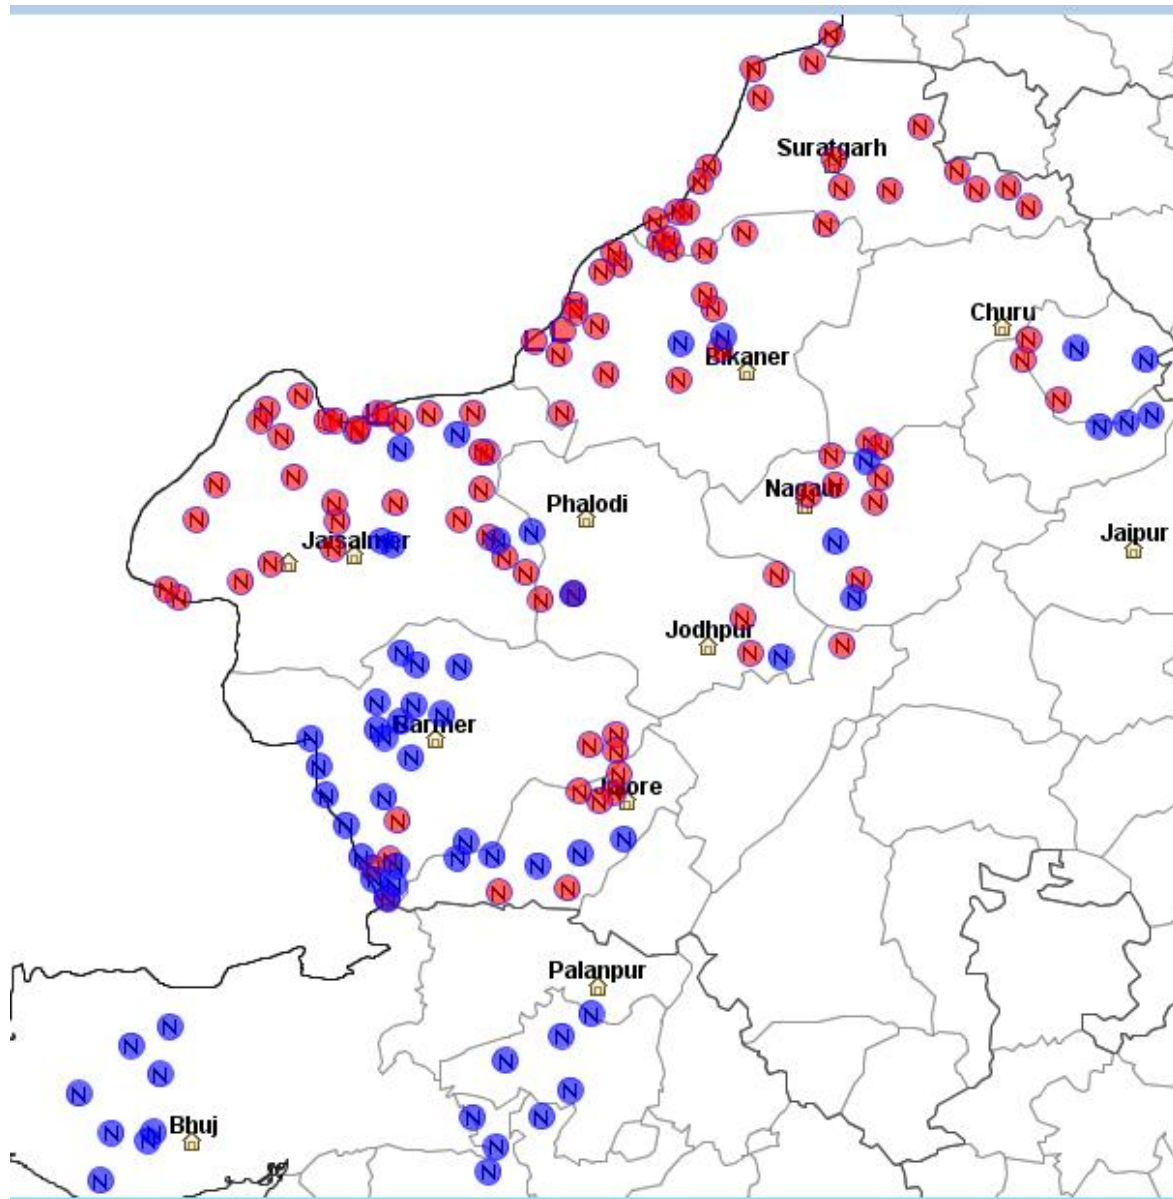 Suratgarh
Churu
Bikaner
Nagaur
Phalodi
Jaisalmer
Jaipur
Jodhpur
Barmer
Jalore
Palanpur
Bhuj